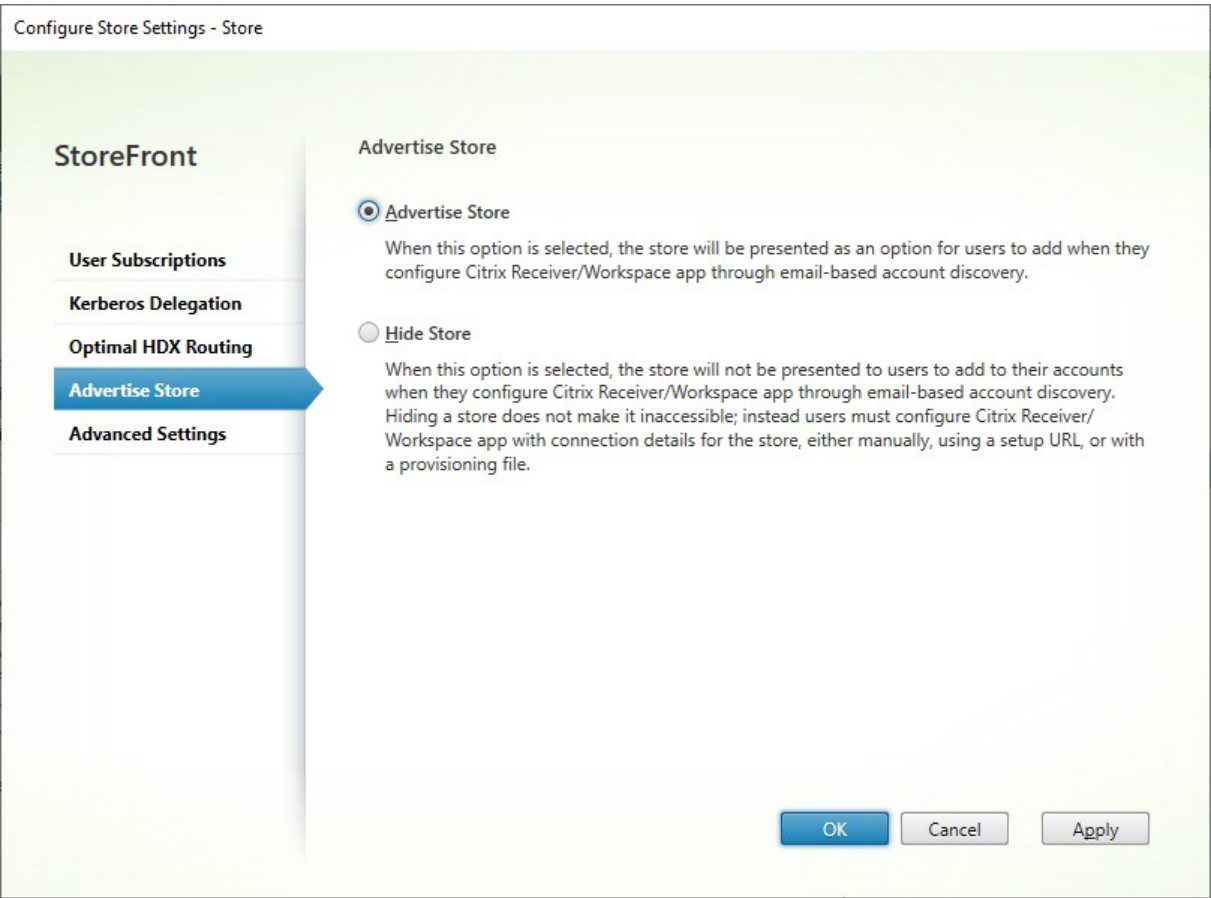 Configure Store Settings - Store
StoreFront
User Subscriptions
Kerberos Delegation
Optimal HDX Routing
Advertise Store
Advanced Settings
Advertise Store
Advertise Store
When this option is selected, the store will be presented as an option for users to add when they
configure Citrix Receiver/Workspace app through email-based account discovery.
Hide Store
When this option is selected, the store will not be presented to users to add to their accounts
when they configure Citrix Receiver/Workspace app through email-based account discovery.
Hiding a store does not make it inaccessible; instead users must configure Citrix Receiver/
Workspace app with connection details for the store, either manually, using a setup URL, or with
a provisioning file.
OK
Cancel
Apply